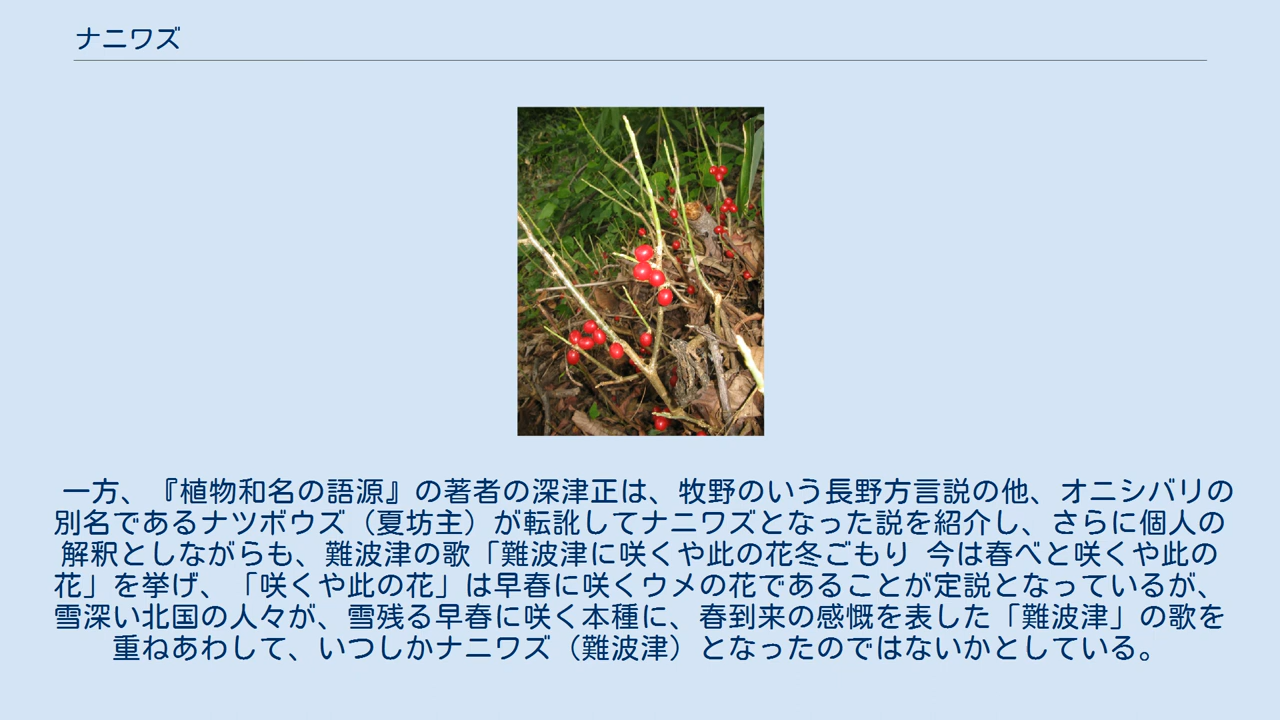 ナニワズ
一方、『植物和名の語源』の著者の深津正は、牧野のいう長野方言説の他、オニシバリの
別名であるナツボウズ（夏坊主）が転訛してナニワズとなった説を紹介し、さらに個人の
解釈としながらも、難波津の歌「難波津に咲くや此の花冬ごもり 今は春べと咲くや此の
花」を挙げ、「咲くや此の花」は早春に咲くウメの花であることが定説となっているが、
雪深い北国の人々が、雪残る早春に咲く本種に、春到来の感慨を表した「難波津」の歌を
重ねあわして、いつしかナニワズ（難波津）となったのではないかとしている。